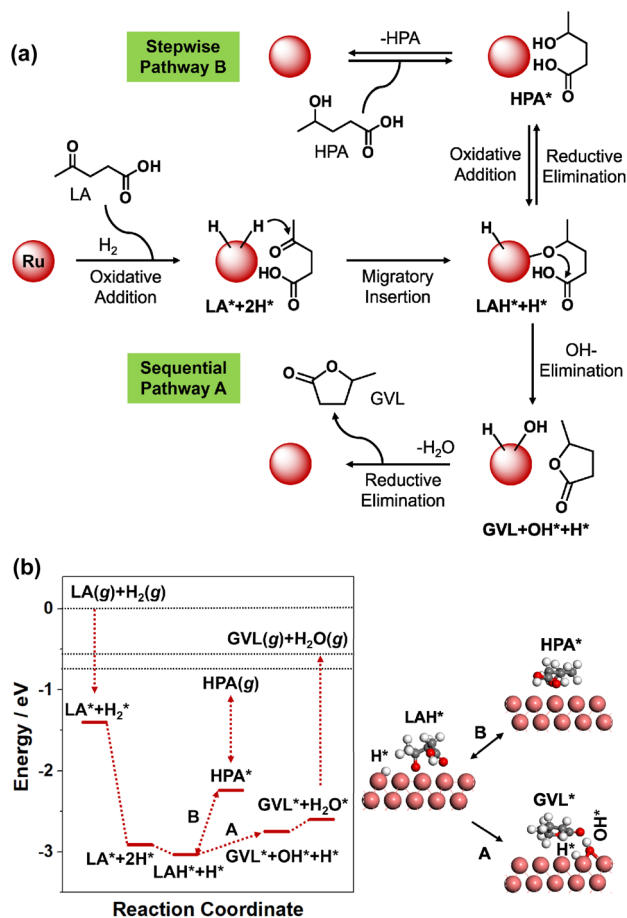 (a)
Stepwise
Pathway B
-HPA
HO
HO
O
HPA*
OH
OH
O
HPA
O
OH
O
LA
Oxidative
Addition
Reductive
Elimination
Ru
H2
Oxidative
Addition
H H
O
HO
O
LA*+2H*
Migratory
Insertion
H
O
HO
O
LAH*+H*
Sequential
Pathway A
O
O
GVL
OH-
Elimination
-H2O
Reductive
Elimination
H OH
O
O
GVL+OH*+H*
(b)
Energy / eV
0
-1
-2
-3
LA(g)+H2(g)
GVL(g)+H2O(g)
HPA(g)
LA*+H2*
HPA*
GVL*+H2O*
B
A
LA*+2H*
LAH*+H*
GVL*+OH*+H*
Reaction Coordinate
HPA*
LAH*
H*
B
A
GVL*
H*
OH*